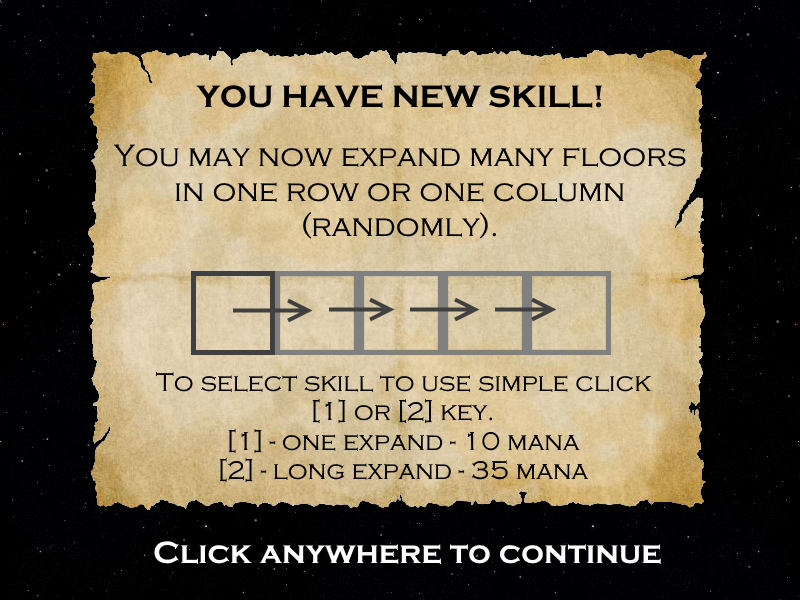 YOU HAVE NEW SKILL!
YOU MAY NOW EXPAND MANY FLOORS
IN ONE ROW OR ONE COLUMN
(RANDOMLY).
TO SELECT SKILL TO USE SIMPLE CLICK
[1] OR [2] KEY.
[1] - ONE EXPAND - 10 MANA
[2] - LONG EXPAND - 35 MANA
CLICK ANYWHERE TO CONTINUE